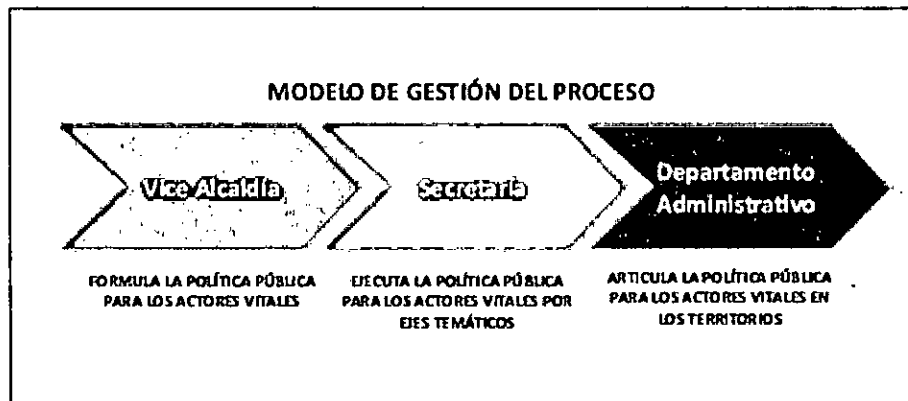 MODELO DE GESTIÓN DEL PROCESO
Vice Alcaldía
Secretaría
Departamento
Administrativo
FORMULA LA POLÍTICA PÚBLICA
PARA LOS ACTORES VITALES
EJECUTA LA POLÍTICA PÚBLICA
PARA LOS ACTORES VITALES POR
EJES TEMÁTICOS
ARTICULA LA POLÍTICA PÚBLICA
PARA LOS ACTORES VITALES EN
LOS TERRITORIOS